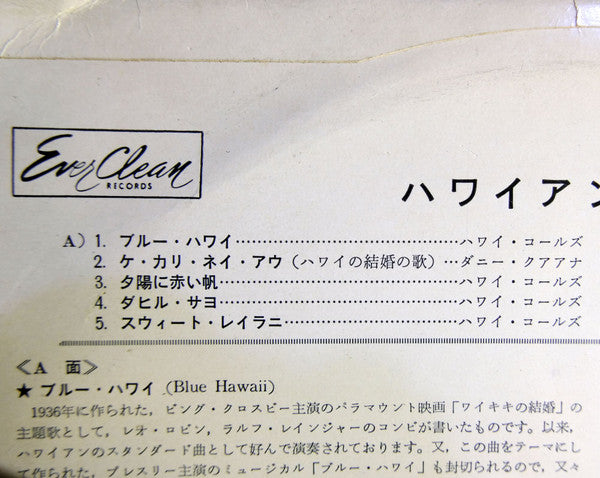 Ever Clean
RECORDS
ハワイアン
A) 1. ブルー・ハワイ……………………………ハワイ・コールズ
2. ケ・カリ・ネイ・アウ(ハワイの結婚の歌)…ダニー・クアアナ
3. 夕陽に赤い帆………………………………ハワイ・コールズ
4. ダヒル・サヨ………………………………ハワイ・コールズ
5. スウィート・レイラニ……………………ハワイ・コールズ
≪A 面≫
★ ブルー・ハワイ (Blue Hawaii)
1936年に作られた,ビング・クロスビー主演のパラマウント映画「ワイキキの結婚」の
主題歌として,レオ・ロビン,ラルフ・レインジャーのコンビが書いたものです。以来,
ハワイアンのスタンダード曲として好んで演奏されております。又,この曲をテーマにし
て作られた,プレスリー主演のミュージカル「ブルー・ハワイ」も封切られるので,又々